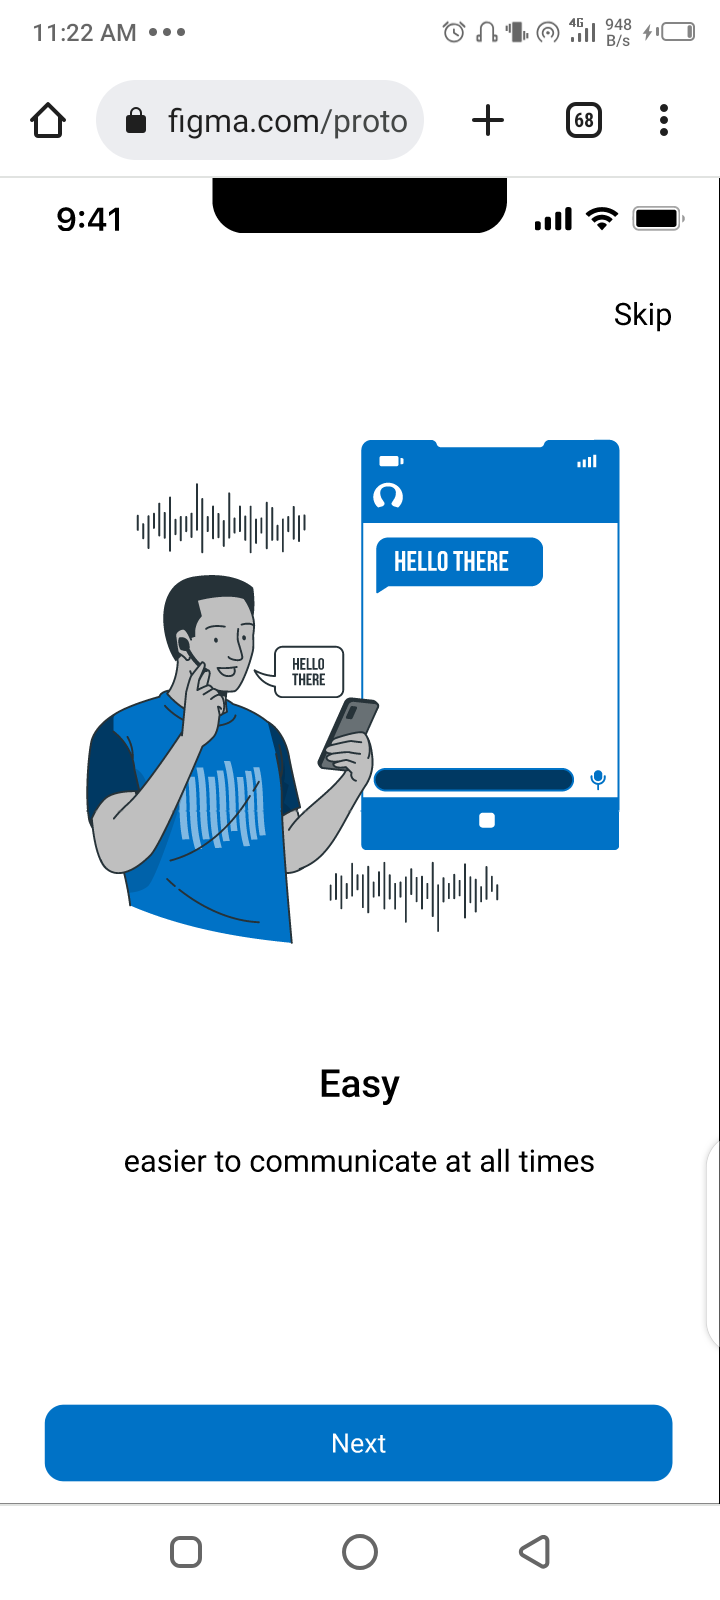 11:22 AM
4G
948
B/s
figma.com/proto
68
9:41
Skip
HELLO THERE
HELLO
THERE
Easy
easier to communicate at all times
Next